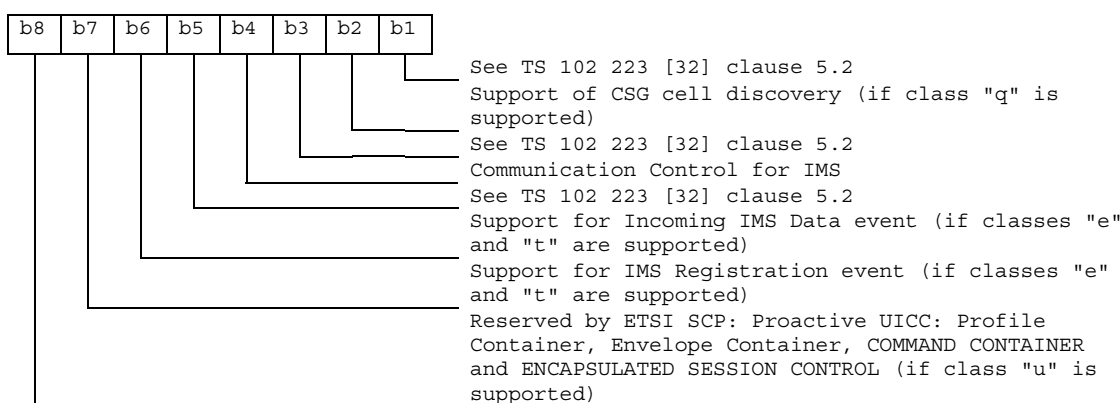 b8 b7 b6 b5 b4 b3 b2 b1
See TS 102 223 [32] clause 5.2
Support of CSG cell discovery (if class "q" is
supported)
See TS 102 223 [32] clause 5.2
Communication Control for IMS
See TS 102 223 [32] clause 5.2
Support for Incoming IMS Data event (if classes "e"
and "t" are supported)
Support for IMS Registration event (if classes "e"
and "t" are supported)
Reserved by ETSI SCP: Proactive UICC: Profile
Container, Envelope Container, COMMAND CONTAINER
and ENCAPSULATED SESSION CONTROL (if class "u" is
supported)